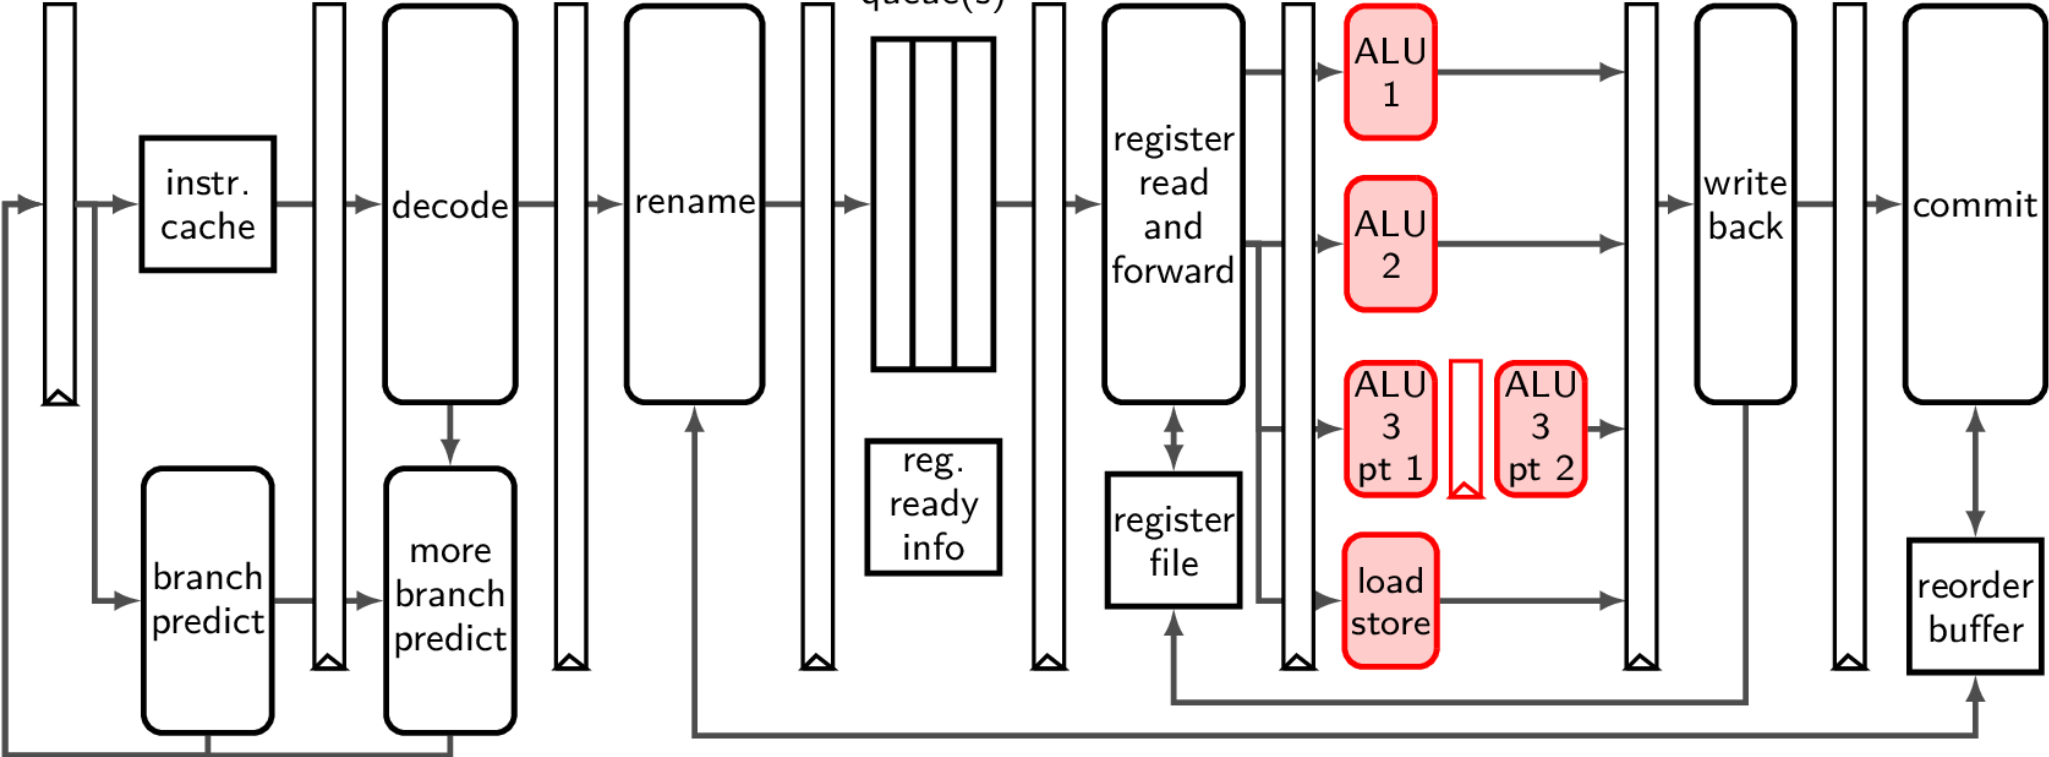 queue(s)
instr.
cache
decode
rename
register
read
and
forward
ALU
1
ALU
2
ALU
3
pt 1
ALU
3
pt 2
load
store
write
back
commit
branch
predict
more
branch
predict
reg.
ready
info
register
file
reorder
buffer